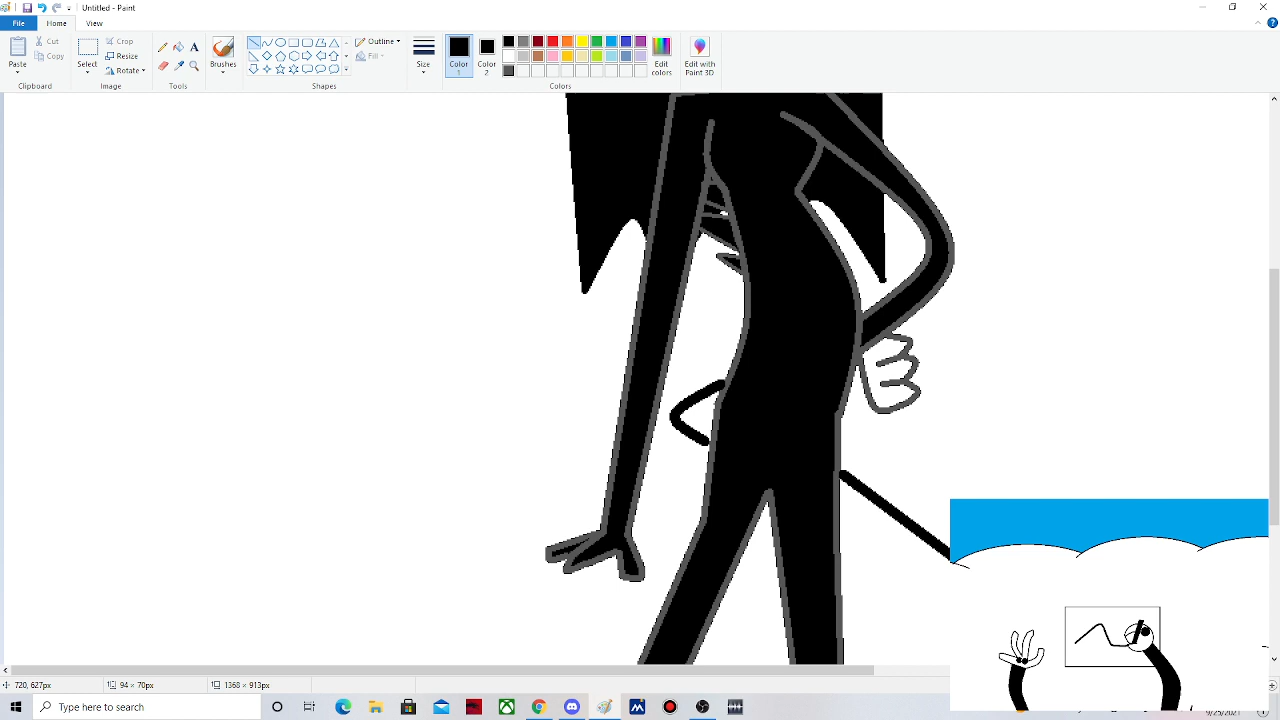 Untitled - Paint
File Home View
Paste
Cut
Copy
Clipboard
Select
Crop
Resize
Rotate
Image
A
Tools
Brushes
Outline
Fill
Shapes
Size
Color 1
Color 2
Edit colors
Colors
Edit with Paint 3D
720, 627px 94 × 70px 1368 × 913px
Type here to search